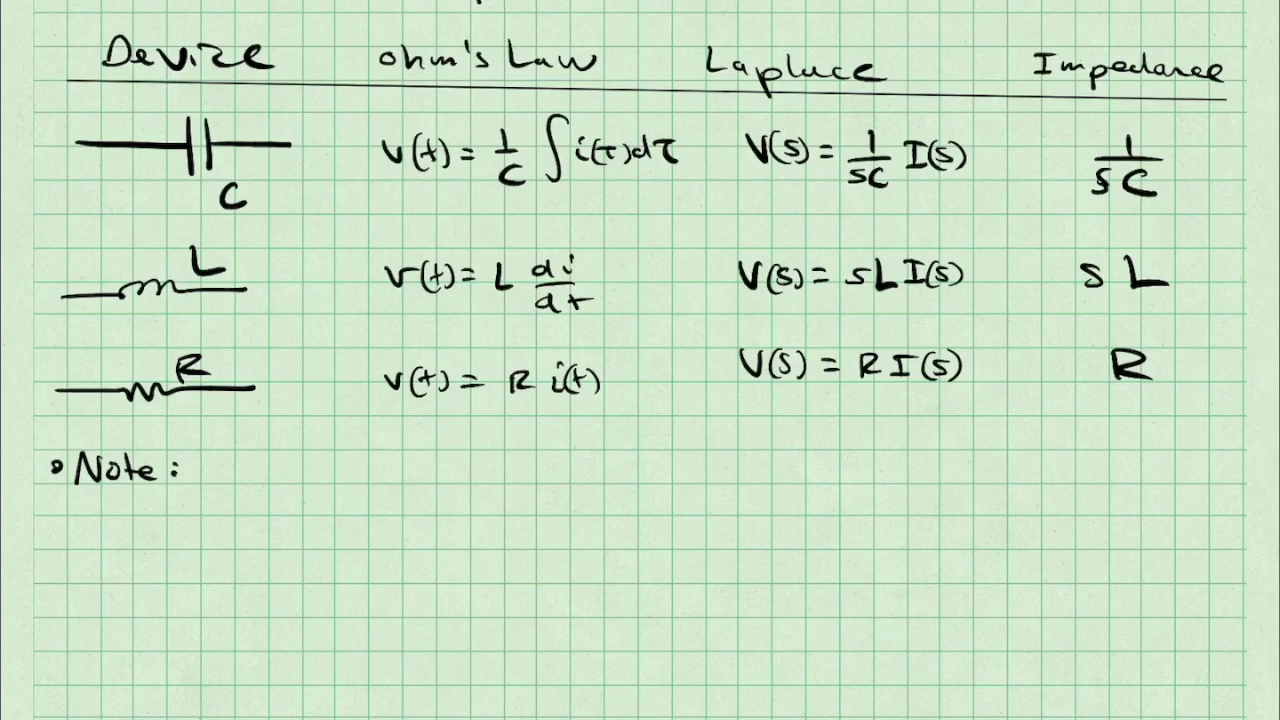 Device ohm's Law Laplace Impedance
V(t) = 1/C ∫ i(τ)dτ V(s) = 1/sC I(s) 1/sC
C
L
v(t) = L di/dt V(s) = sL I(s) s L
R
v(t) = R i(t) V(s) = R I(s) R
• Note: